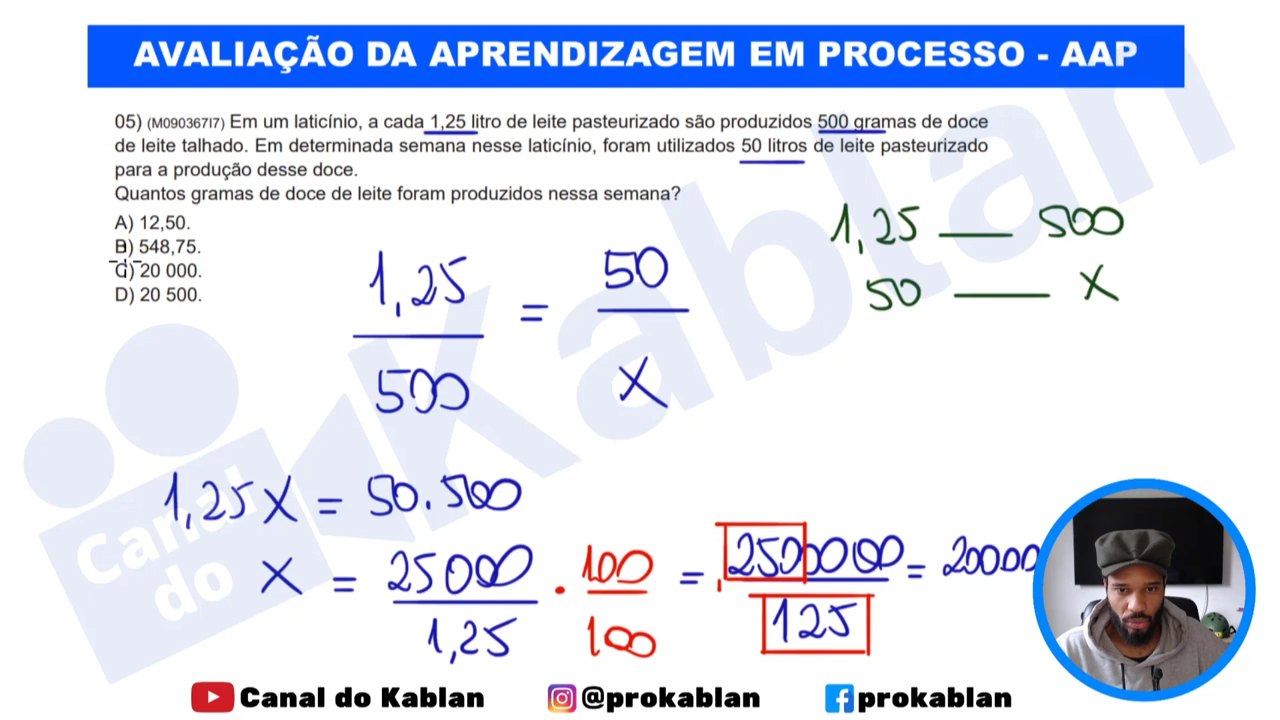 AVALIAÇÃO DA APRENDIZAGEM EM PROCESSO - AAP
05) (M090367I7) Em um laticínio, a cada 1,25 litro de leite pasteurizado são produzidos 500 gramas de doce
de leite talhado. Em determinada semana nesse laticínio, foram utilizados 50 litros de leite pasteurizado
para a produção desse doce.
Quantos gramas de doce de leite foram produzidos nessa semana?
A) 12,50.
B) 548,75.
C) 20 000.
D) 20 500.
1,25 — 500
50 — X
1,25 = 50
500 X
1,25X = 50.500
X = 25000 . 100 = 2500000 = 20000
1,25 100 125
Canal do Kablan
Canal do Kablan @prokablan prokablan